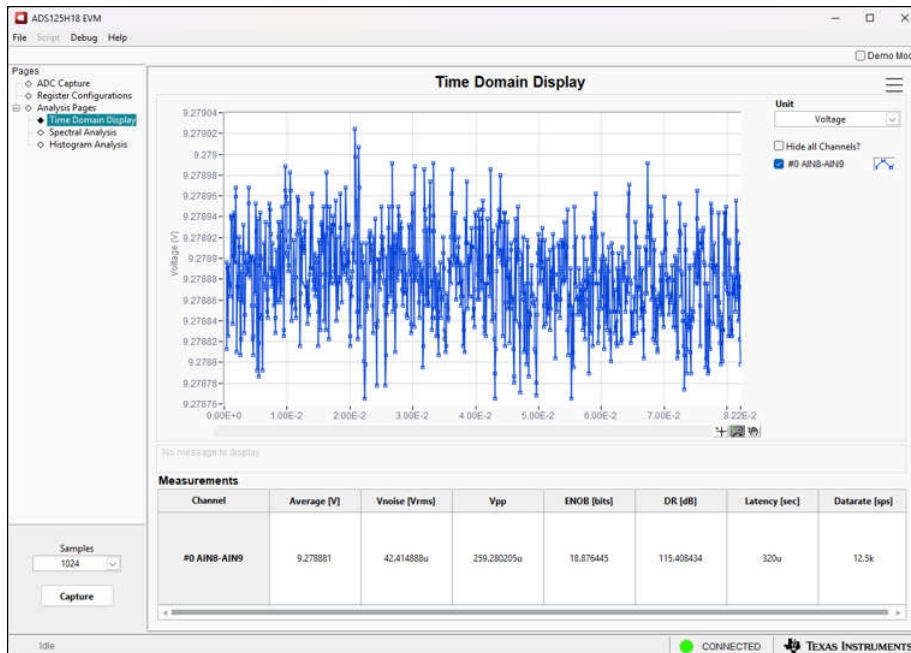 ADS125H18 EVM
File Script Debug Help
Demo Mod
Pages
ADC Capture
Register Configurations
Analysis Pages
Time Domain Display
Spectral Analysis
Histogram Analysis
Time Domain Display
Unit
Voltage
Hide all Channels?
#0 AIN8-AIN9
Voltage (V)
9.27904
9.27902
9.279
9.27898
9.27896
9.27894
9.27892
9.2789
9.27888
9.27886
9.27884
9.27882
9.2788
9.27878
9.27876
0.00E+0 1.00E-2 2.00E-2 3.00E-2 4.00E-2 5.00E-2 6.00E-2 7.00E-2 8.22E-2
No message to display
Measurements
Channel Average [V] Vnoise [Vrms] Vpp ENOB [bits] DR [dB] Latency [sec] Datarate [sps]
#0 AIN8-AIN9 9.278881 42.414888u 259.280205u 18.876445 115.408434 320u 12.5k
Samples
1024
Capture
Idle CONNECTED TEXAS INSTRUMENTS